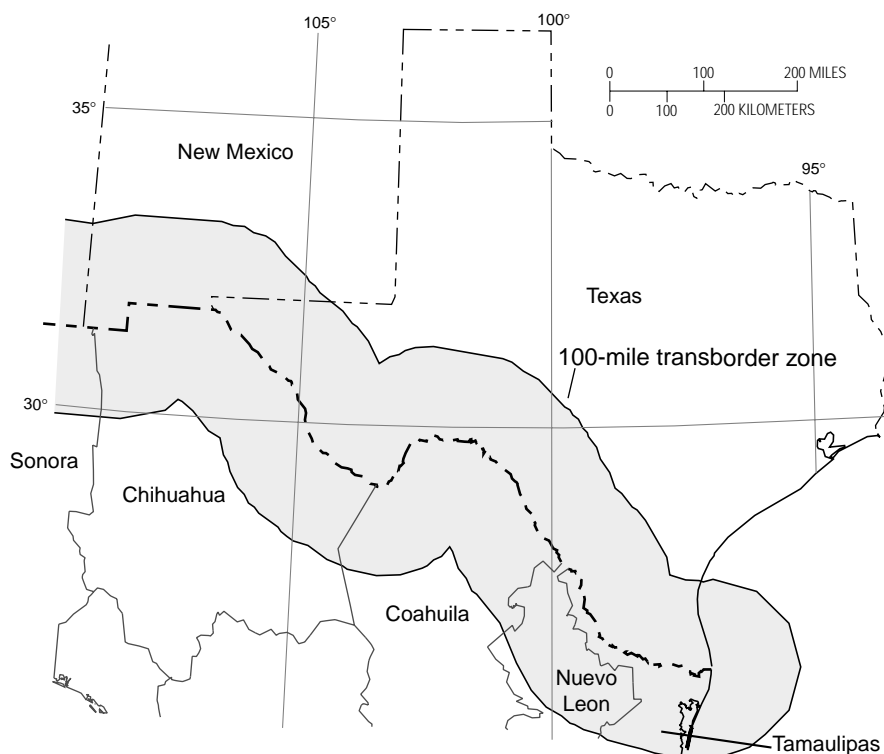 105°
100°
0 100 200 MILES
0 100 200 KILOMETERS
35°
New Mexico
95°
Texas
100-mile transborder zone
30°
Sonora
Chihuahua
Coahuila
Nuevo
Leon
Tamaulipas